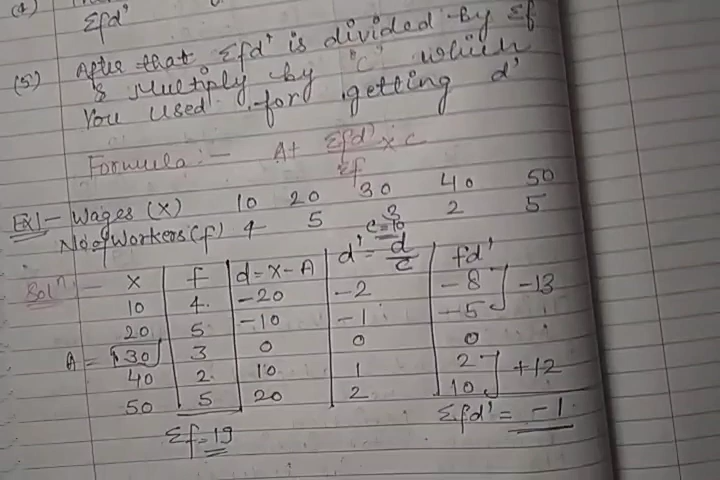 (4)
Σfd'
(5) After that Σfd' is divided by Σf
& Multiply by "C" which
You used for getting d'
Formula:- A+ Σfd'/Σf × C
EX1- Wages (X) 10 20 30 40 50
No of Workers (f) 4 5 3 2 5
C=10
Sol^n:- X f d=X-A d'=d/C fd'
10 4 -20 -2 -8
20 5 -10 -1 -5 -13
A= 30 3 0 0 0
40 2 10 1 2
50 5 20 2 10 +12
Σf=19 Σfd'= -1